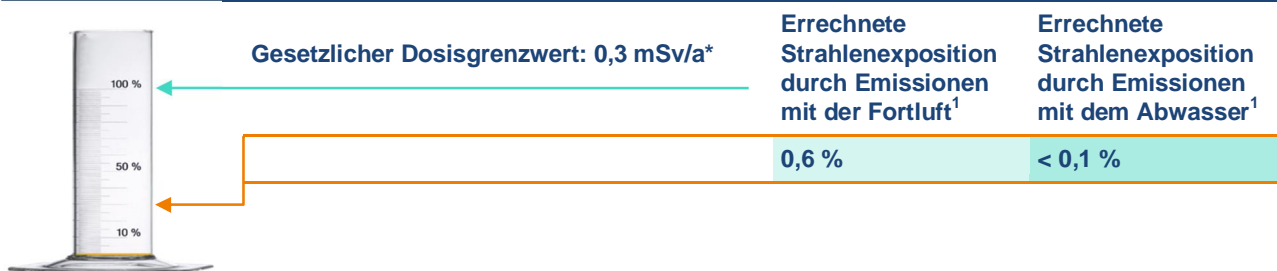 Gesetzlicher Dosisgrenzwert: 0,3 mSv/a*
Errechnete
Strahlenexposition
durch Emissionen
mit der Fortluft¹
Errechnete
Strahlenexposition
durch Emissionen
mit dem Abwasser¹
100 %
0,6 %
< 0,1 %
50 %
10 %